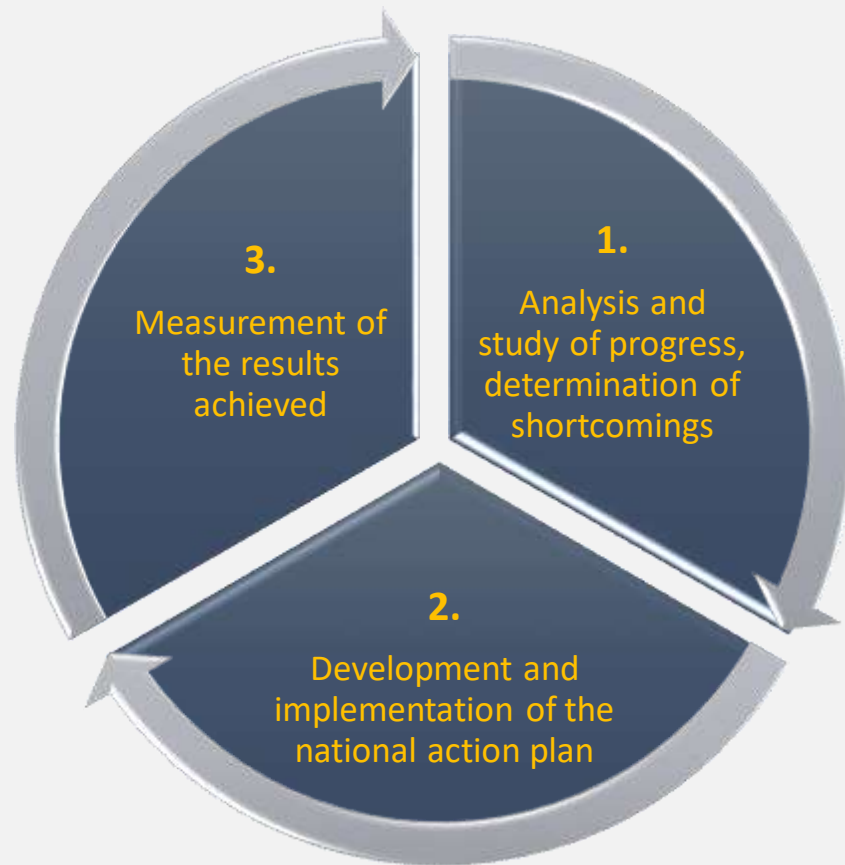 1.
Analysis and
study of progress,
determination of
shortcomings
2.
Development and
implementation of the
national action plan
3.
Measurement of
the results
achieved